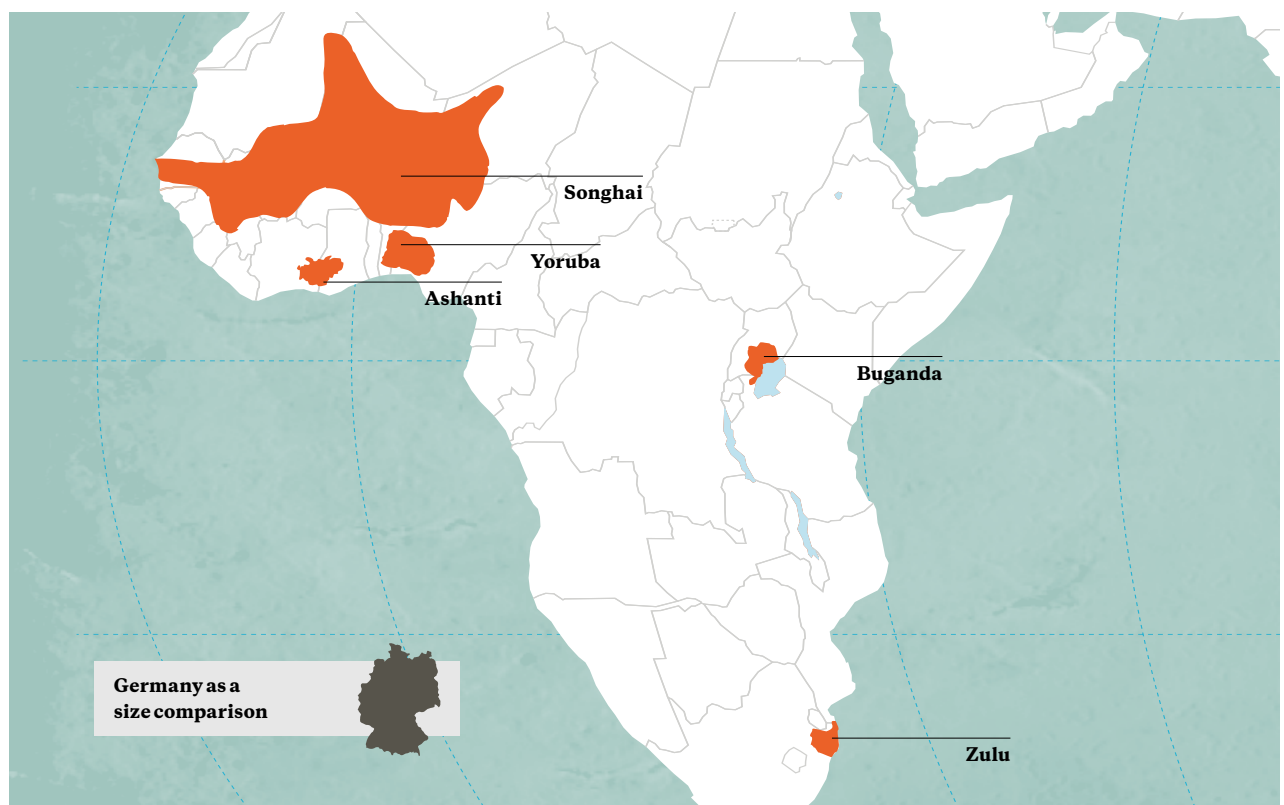 Songhai
Yoruba
Ashanti
Buganda
Germany as a
size comparison
Zulu